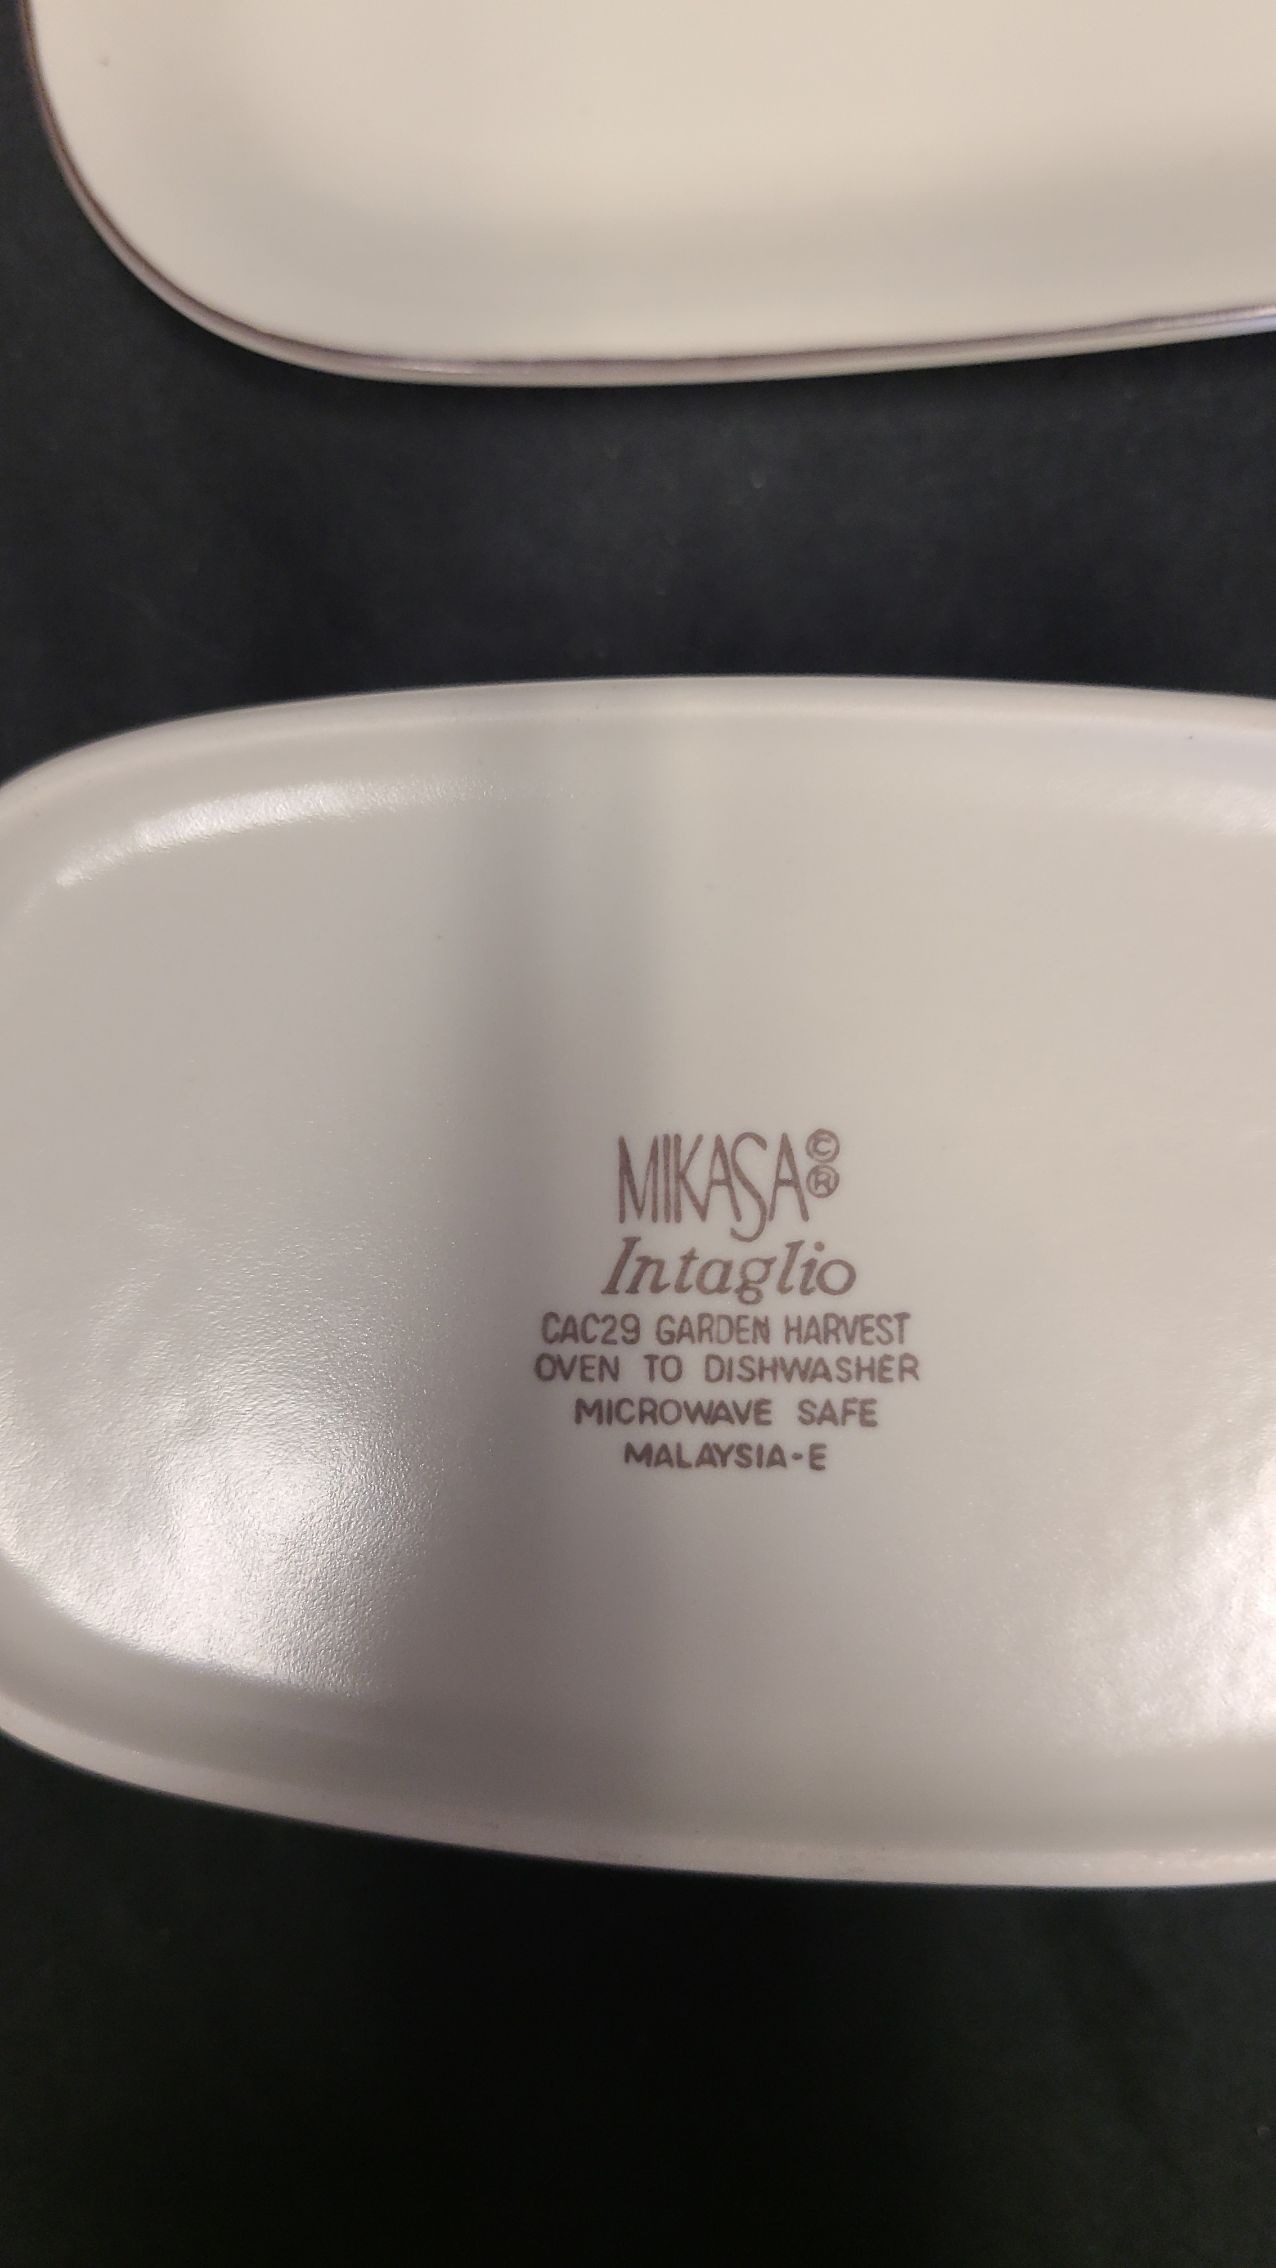 MIKASA©®
Intaglio
CAC29 GARDEN HARVEST
OVEN TO DISHWASHER
MICROWAVE SAFE
MALAYSIA-E